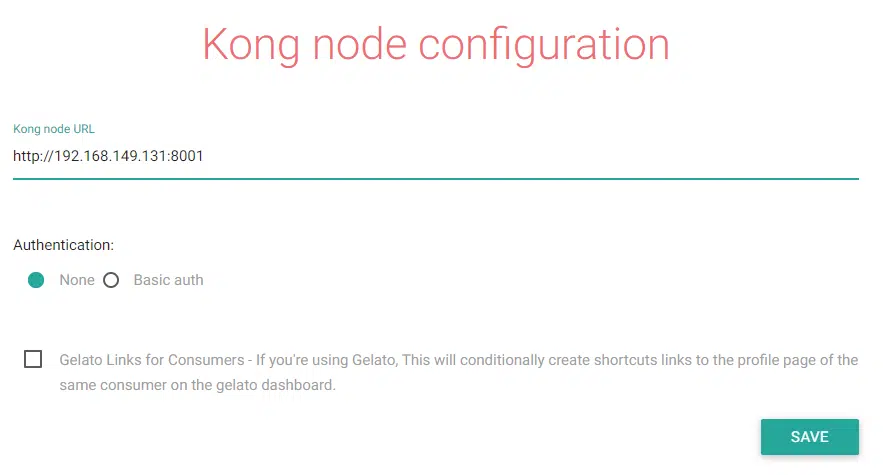 Kong node configuration
Kong node URL
http://192.168.149.131:8001
Authentication:
None Basic auth
Gelato Links for Consumers - If you're using Gelato, This will conditionally create shortcuts links to the profile page of the
same consumer on the gelato dashboard.
SAVE